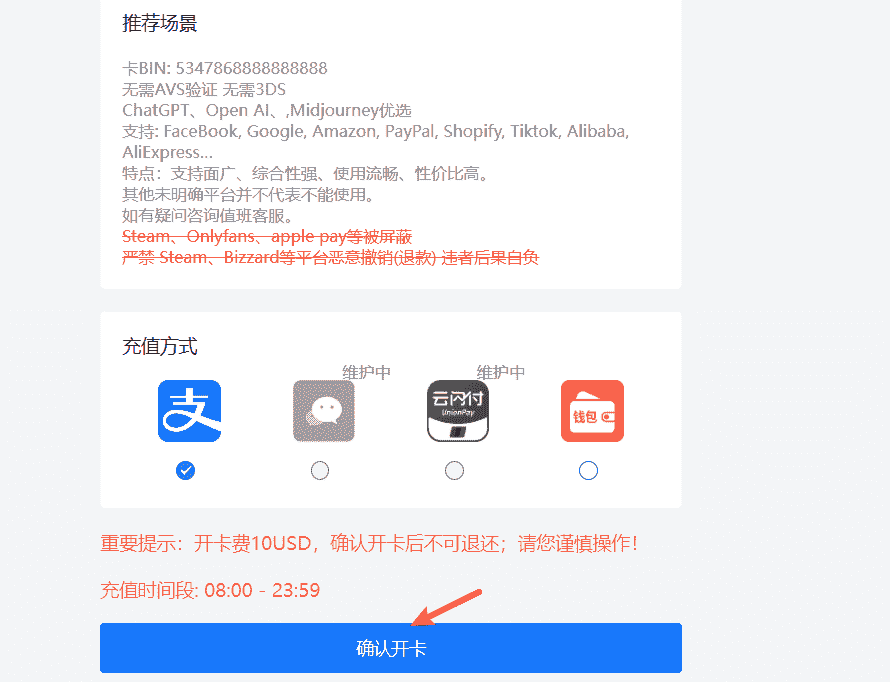 推荐场景
卡BIN: 5347868888888888
无需AVS验证 无需3DS
ChatGPT、Open AI、,Midjourney优选
支持: FaceBook, Google, Amazon, PayPal, Shopify, Tiktok, Alibaba,
AliExpress...
特点：支持面广、综合性强、使用流畅、性价比高。
其他未明确平台并不代表不能使用。
如有疑问咨询值班客服。
Steam、Onlyfans、apple pay等被屏蔽
严禁 Steam、Bizzard等平台恶意撤销(退款) 违者后果自负
充值方式
维护中 维护中
支
云闪付
UnionPay
钱包
重要提示：开卡费10USD，确认开卡后不可退还；请您谨慎操作！
充值时间段: 08:00 - 23:59
确认开卡